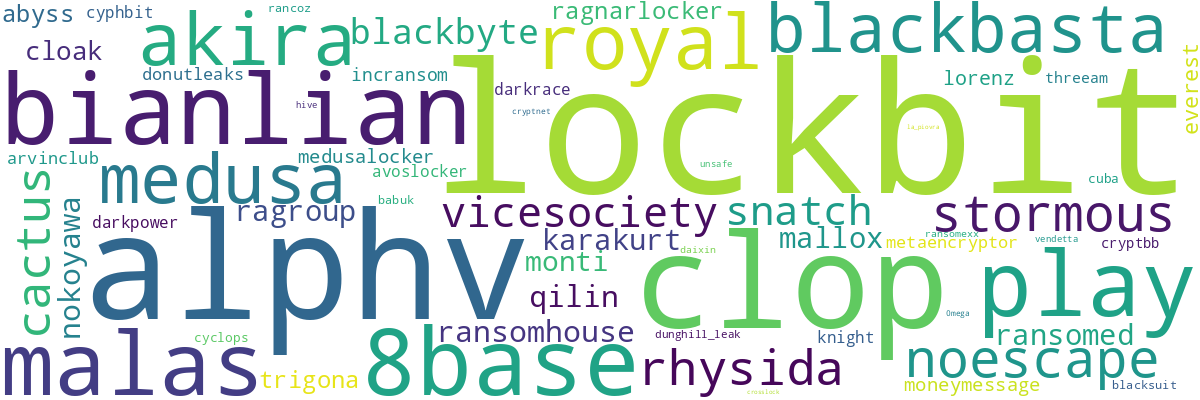 abyss
cyphbit
rancoz
ragnarlocker
blackbasta
akira
blackbyte
royal
cloak
everest
donutleaks
incransom
lorenz
threeam
bianlian
darkrace
lockbit
hive
cryptnet
la_piovra
arvinclub
medusalocker
avoslocker
unsafe
medusa
cuba
cactus
babuk
nokoyawa
darkpower
ragroup
vicesociety
snatch
stormous
alphv
karakurt
mallox
ransomexx
metaencryptor
vendetta
cryptbb
daixin
monti
clop
play
qilin
0mega
cyclops
ransomhouse
dunghill_leak
knight
ransomed
malas
8base
rhysida
noescape
trigona
moneymessage
blacksuit
crosslock